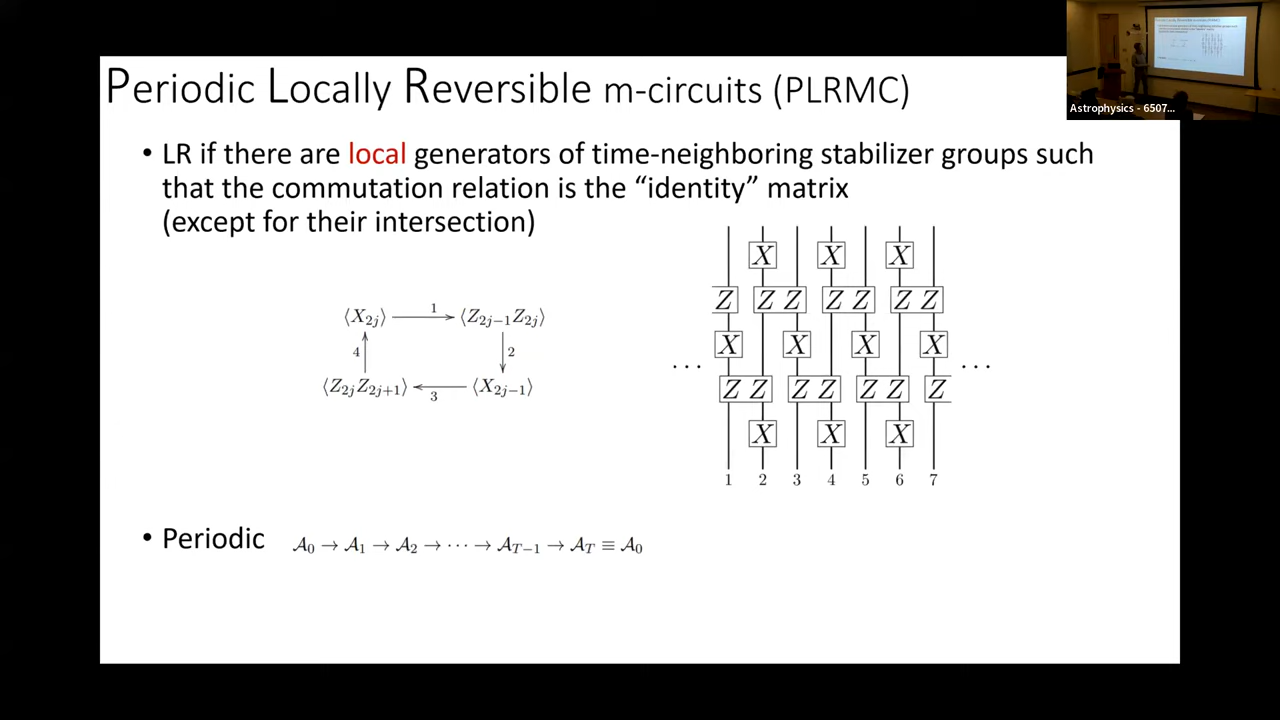 Periodic Locally Reversible m-circuits (PLRMC)
Astrophysics - 6507...
• LR if there are local generators of time-neighboring stabilizer groups such
that the commutation relation is the “identity” matrix
(except for their intersection)
⟨X_{2j}⟩ 1 ⟨Z_{2j−1}Z_{2j}⟩
4 2
⟨Z_{2j}Z_{2j+1}⟩ 3 ⟨X_{2j−1}⟩
X X X
Z Z Z Z Z Z Z
X X X X
... ...
Z Z Z Z Z Z Z
X X X
1 2 3 4 5 6 7
• Periodic 𝒜_0 → 𝒜_1 → 𝒜_2 → ⋯ → 𝒜_{T−1} → 𝒜_T ≡ 𝒜_0